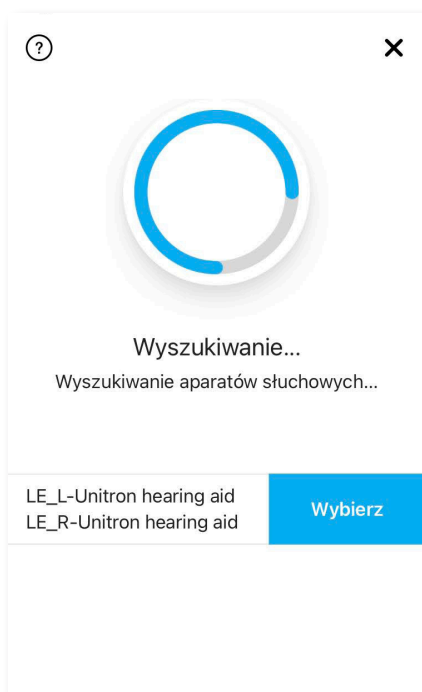 ?
Wyszukiwanie...
Wyszukiwanie aparatów słuchowych...
LE_L-Unitron hearing aid
LE_R-Unitron hearing aid
Wybierz